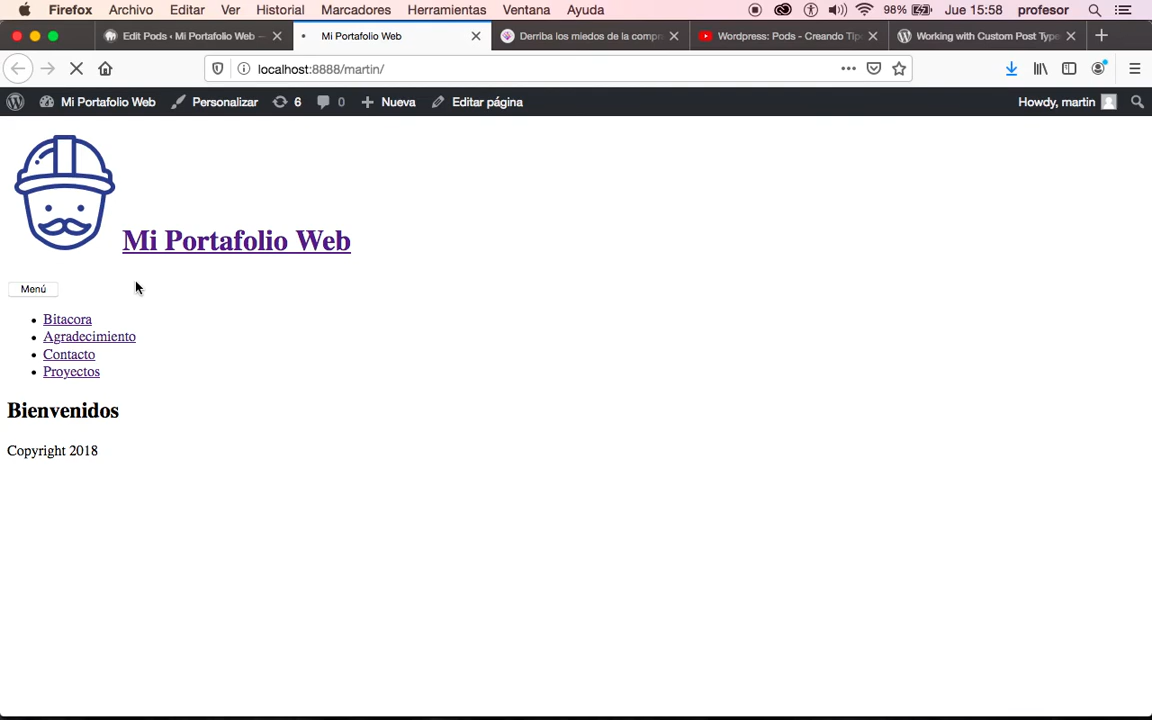 Firefox Archivo Editar Ver Historial Marcadores Herramientas Ventana Ayuda 98% Jue 15:58 profesor
Edit Pods ‹ Mi Portafolio Web — Mi Portafolio Web Derriba los miedos de la compr Wordpress: Pods - Creando Tip Working with Custom Post Type
localhost:8888/martin/
Mi Portafolio Web Personalizar 6 0 Nueva Editar página Howdy, martin
Mi Portafolio Web
Menú
Bitacora
Agradecimiento
Contacto
Proyectos
Bienvenidos
Copyright 2018